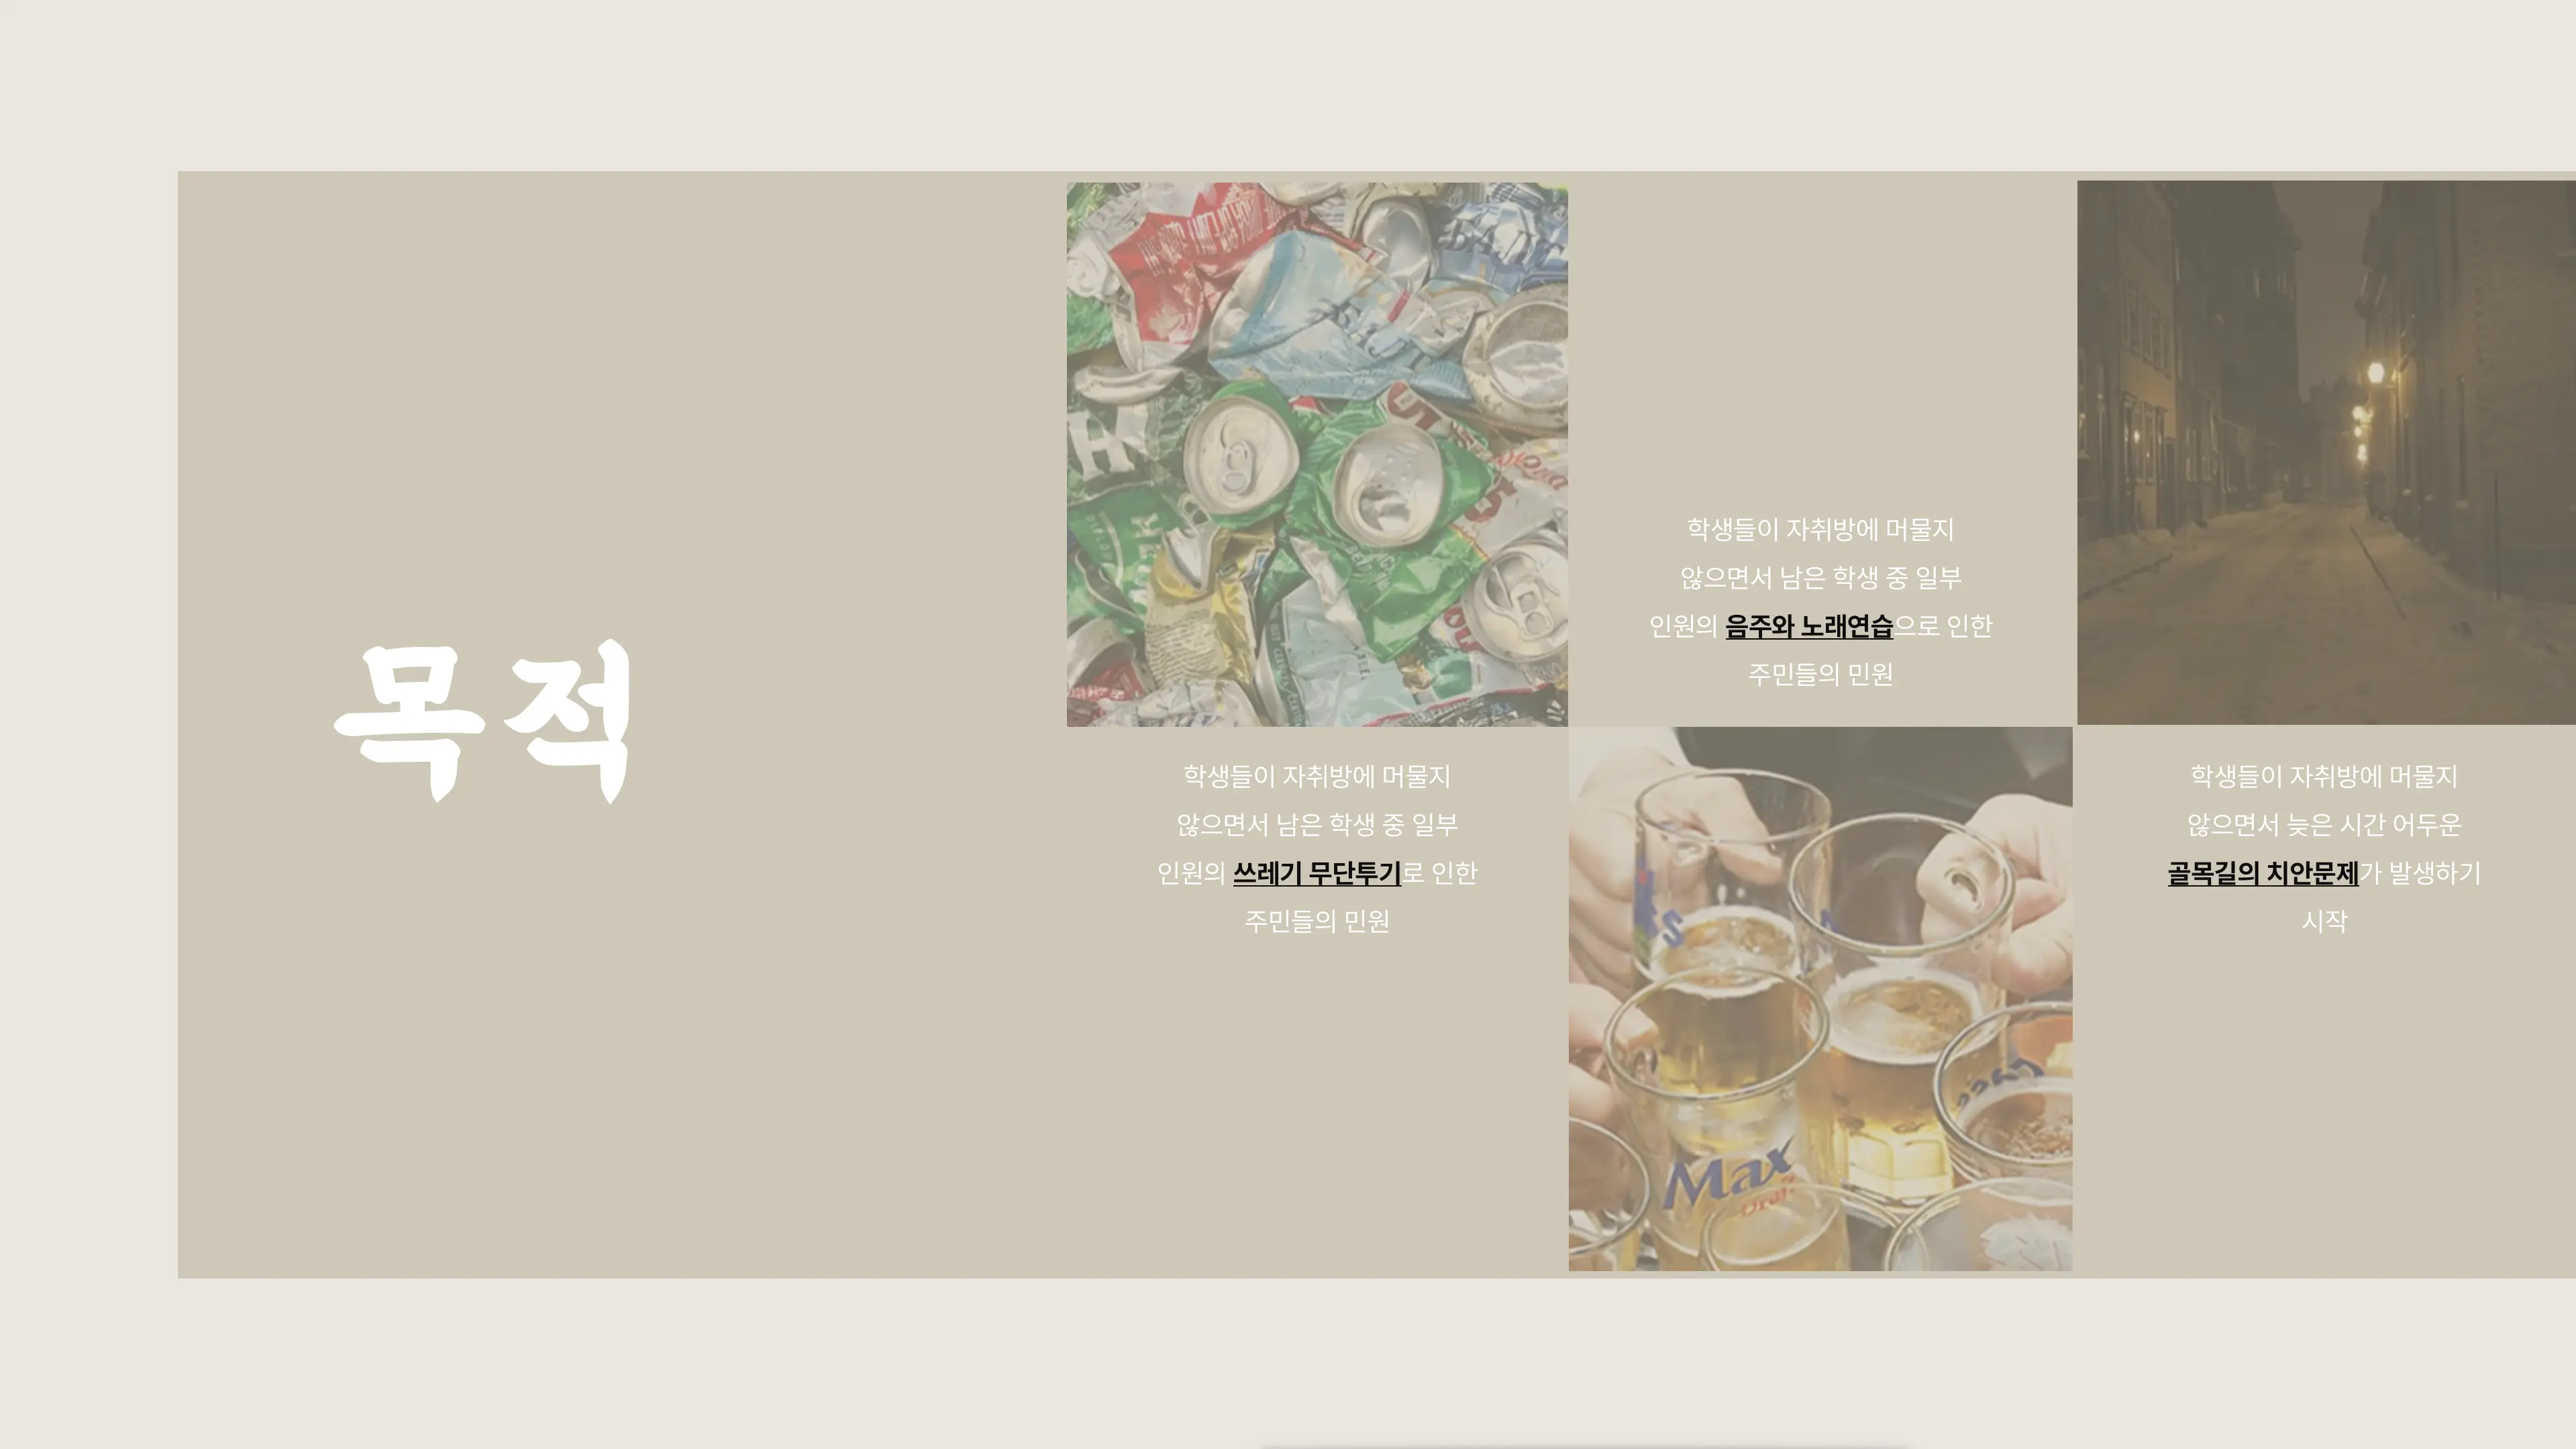 목적
학생들이 자취방에 머물지
않으면서 남은 학생 중 일부
인원의 쓰레기 무단투기로 인한
주민들의 민원
학생들이 자취방에 머물지
않으면서 남은 학생 중 일부
인원의 음주와 노래연습으로 인한
주민들의 민원
Max
학생들이 자취방에 머물지
않으면서 늦은 시간 어두운
골목길의 치안문제가 발생하기
시작